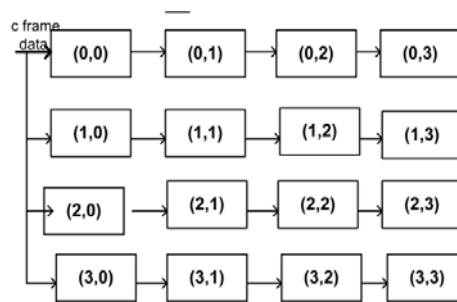 c frame
data
(0,0) (0,1) (0,2) (0,3)
(1,0) (1,1) (1,2) (1,3)
(2,0) (2,1) (2,2) (2,3)
(3,0) (3,1) (3,2) (3,3)